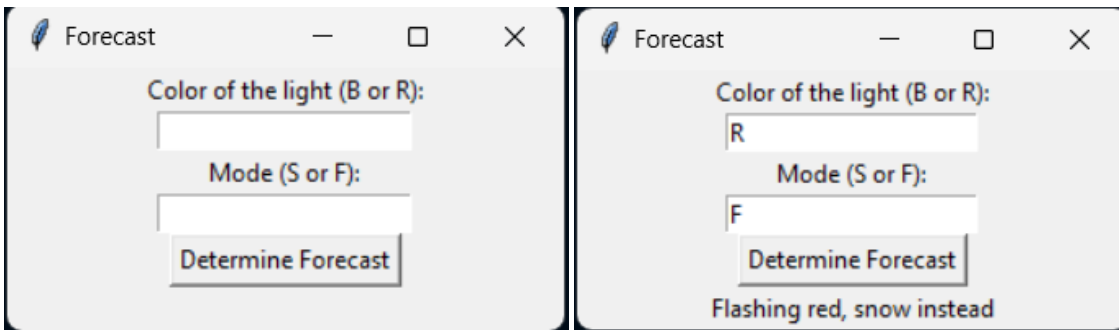 Forecast
Color of the light (B or R):
Mode (S or F):
Determine Forecast
Forecast
Color of the light (B or R):
R
Mode (S or F):
F
Determine Forecast
Flashing red, snow instead